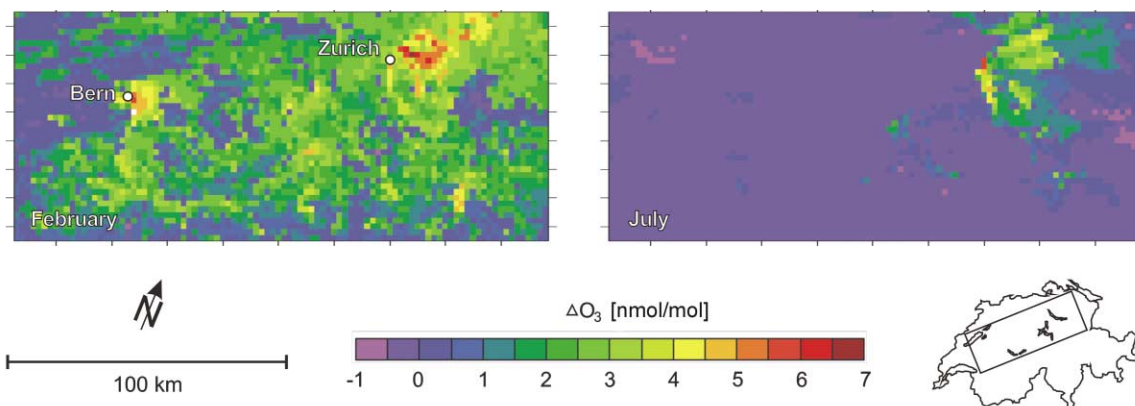 Zurich
Bern
February
July
N
ΔO₃ [nmol/mol]
-1 0 1 2 3 4 5 6 7
100 km